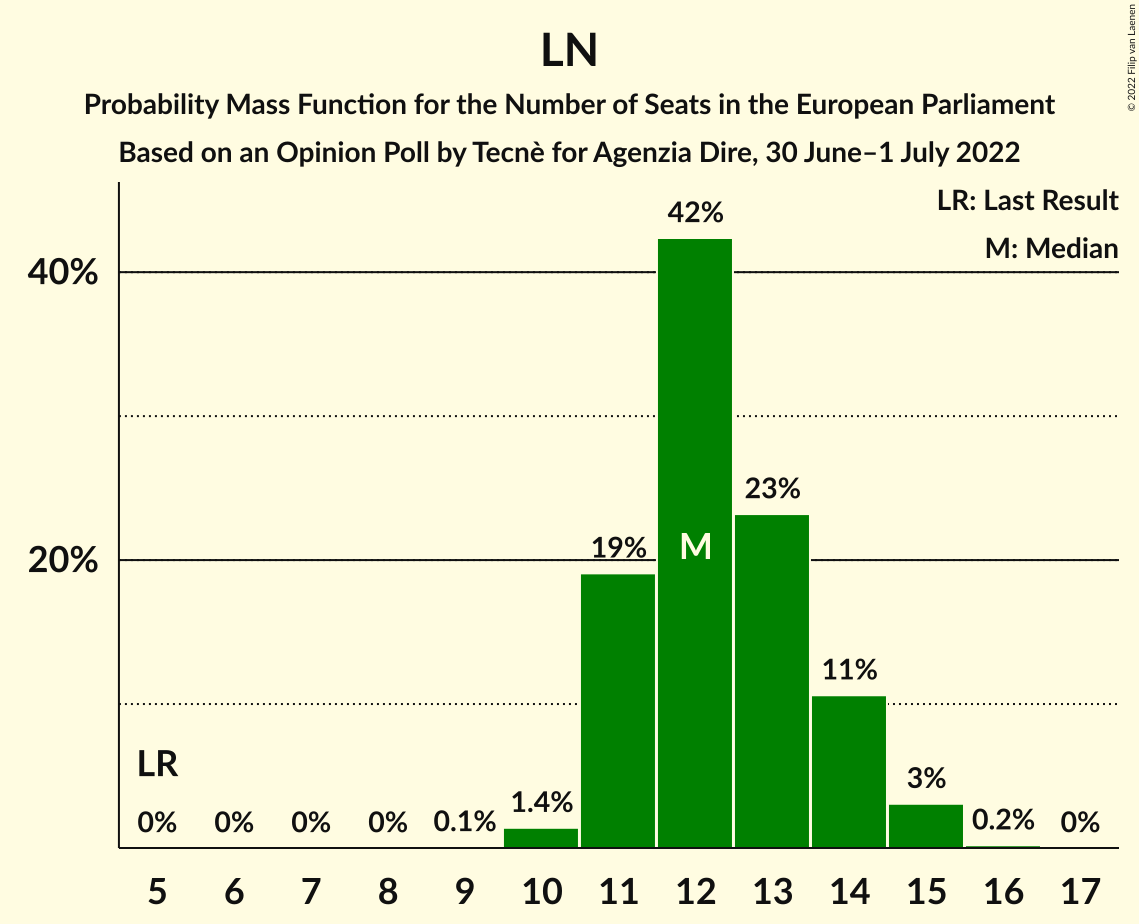 LN
Probability Mass Function for the Number of Seats in the European Parliament
Based on an Opinion Poll by Tecnè for Agenzia Dire, 30 June–1 July 2022
© 2022 Filip van Laenen
LR: Last Result
M: Median
40%
20%
42%
23%
19%
M
11%
LR
3%
1.4%
0% 0% 0% 0% 0.1% 0.2% 0%
5 6 7 8 9 10 11 12 13 14 15 16 17